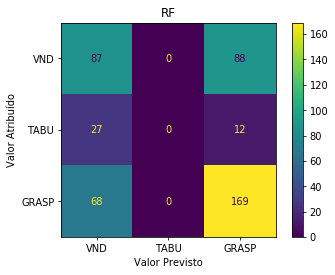 RF
Valor Atribuído
VND
TABU
GRASP
87 0 88
27 0 12
68 0 169
VND TABU GRASP
Valor Previsto
160
140
120
100
80
60
40
20
0